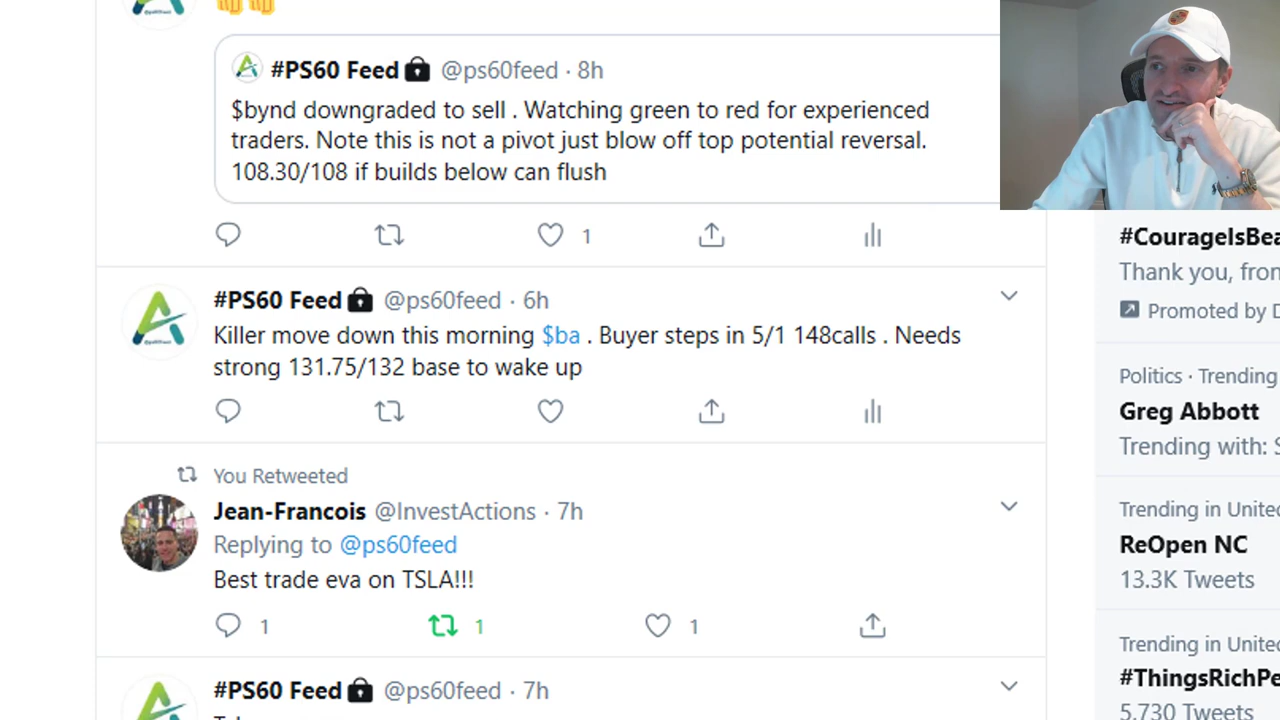 #PS60 Feed @ps60feed · 8h
$bynd downgraded to sell . Watching green to red for experienced
traders. Note this is not a pivot just blow off top potential reversal.
108.30/108 if builds below can flush
1
#PS60 Feed @ps60feed · 6h
Killer move down this morning $ba . Buyer steps in 5/1 148calls . Needs
strong 131.75/132 base to wake up
You Retweeted
Jean-Francois @InvestActions · 7h
Replying to @ps60feed
Best trade eva on TSLA!!!
1 1 1
#PS60 Feed @ps60feed · 7h
#CourageIsBea
Thank you, fron
Promoted by D
Politics · Trending
Greg Abbott
Trending with: S
Trending in United
ReOpen NC
13.3K Tweets
Trending in United
#ThingsRichPe
5,730 Tweets